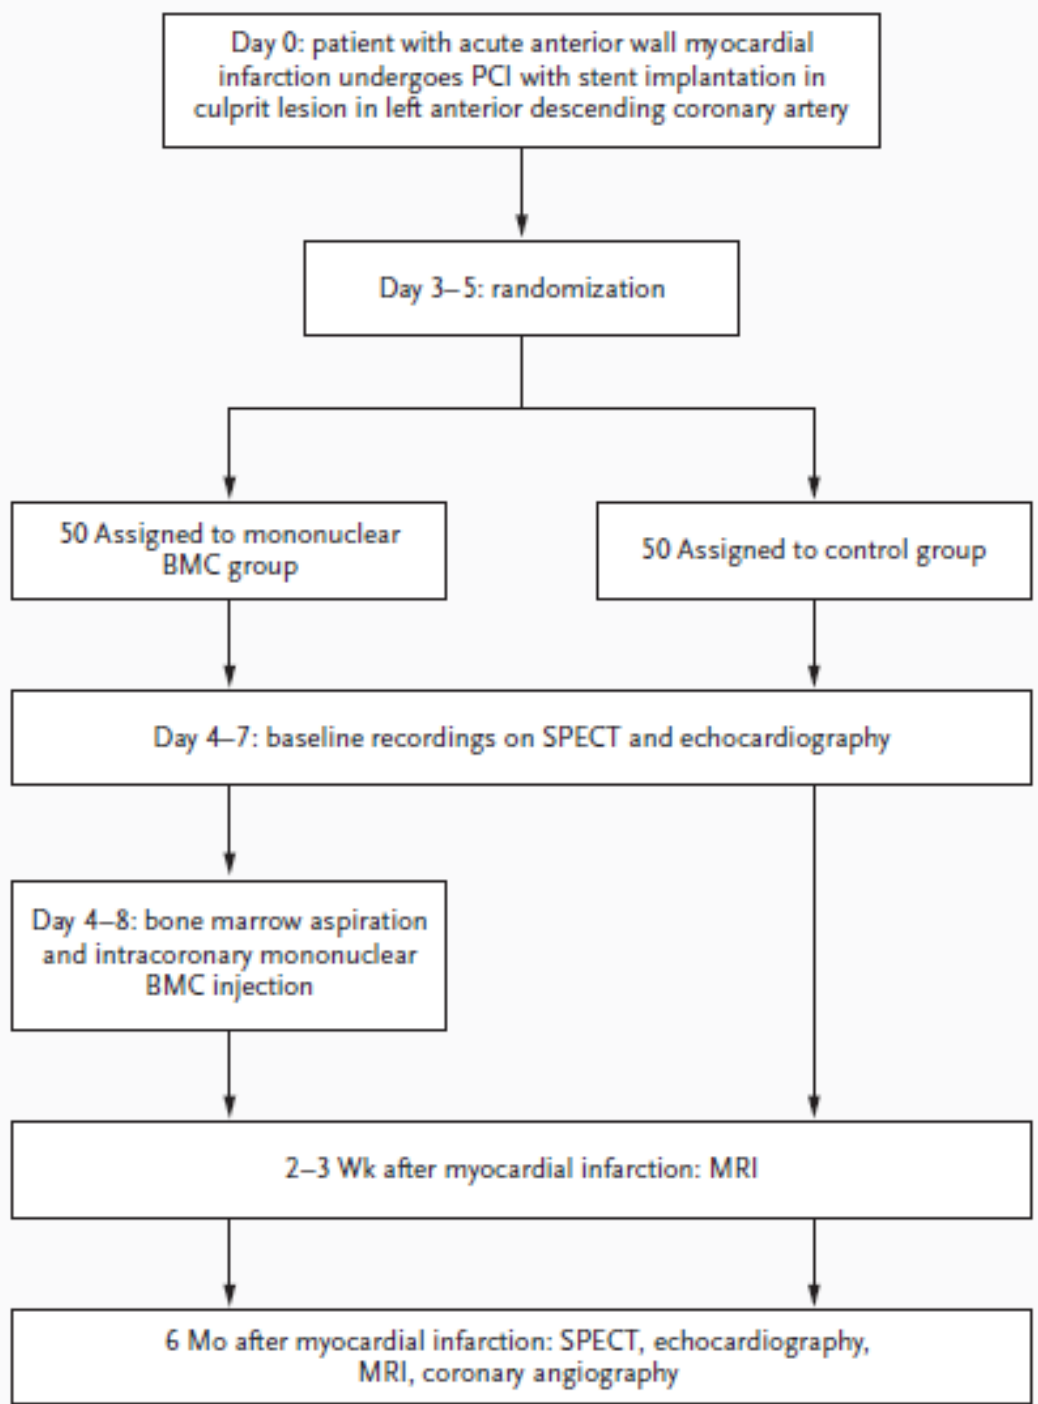 Day 0: patient with acute anterior wall myocardial
infarction undergoes PCI with stent implantation in
culprit lesion in left anterior descending coronary artery
Day 3–5: randomization
50 Assigned to mononuclear
BMC group
50 Assigned to control group
Day 4–7: baseline recordings on SPECT and echocardiography
Day 4–8: bone marrow aspiration
and intracoronary mononuclear
BMC injection
2–3 Wk after myocardial infarction: MRI
6 Mo after myocardial infarction: SPECT, echocardiography,
MRI, coronary angiography